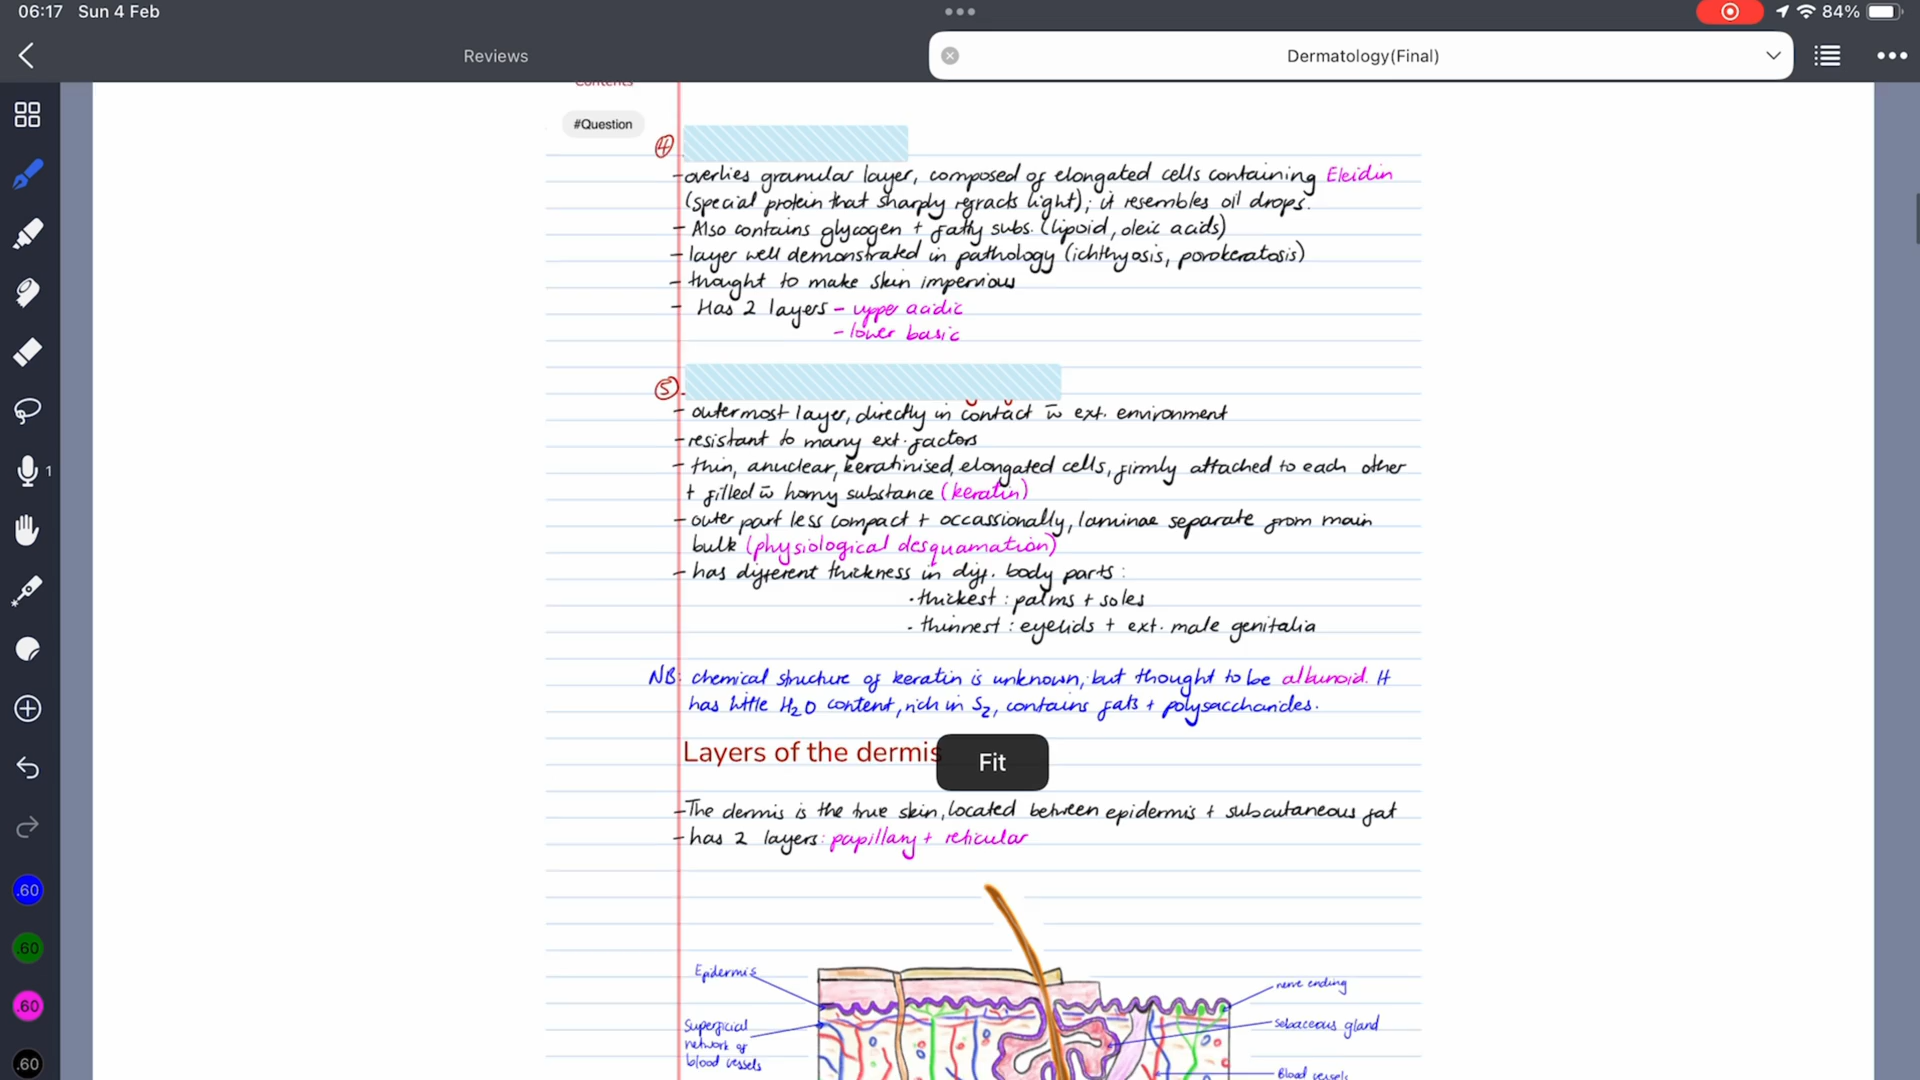 06:17 Sun 4 Feb
84%
Reviews
Dermatology(Final)
Contents
#Question
4
-overlies granular layer, composed of elongated cells containing Eleidin
(special protein that sharply refracts light); it resembles oil drops.
- Also contains glycogen + fatty subs. (lipoid, oleic acids)
- layer well demonstrated in pathology (ichthyosis, porokeratosis)
- thought to make skin impervious
- Has 2 layers - upper acidic
- lower basic
5
- outermost layer, directly in contact w̄ ext. environment
- resistant to many ext. factors
- thin, anuclear, keratinised, elongated cells, firmly attached to each other
+ filled w̄ horny substance (keratin)
- outer part less compact + occassionally, laminae separate from main
bulk (physiological desquamation)
- has different thickness in diff. body parts:
· thickest : palms + soles
· thinnest : eyelids + ext. male genitalia
NB: chemical structure of keratin is unknown, but thought to be albunoid. It
has little H2O content, rich in S2, contains fats + polysaccharides.
Layers of the dermis
Fit
-The dermis is the true skin, located between epidermis + subcutaneous fat
- has 2 layers: papillary + reticular
Epidermis
nerve ending
Superficial
network of
blood vessels
sebaceous gland
Blood vessels
1
.60
.60
.60
.60